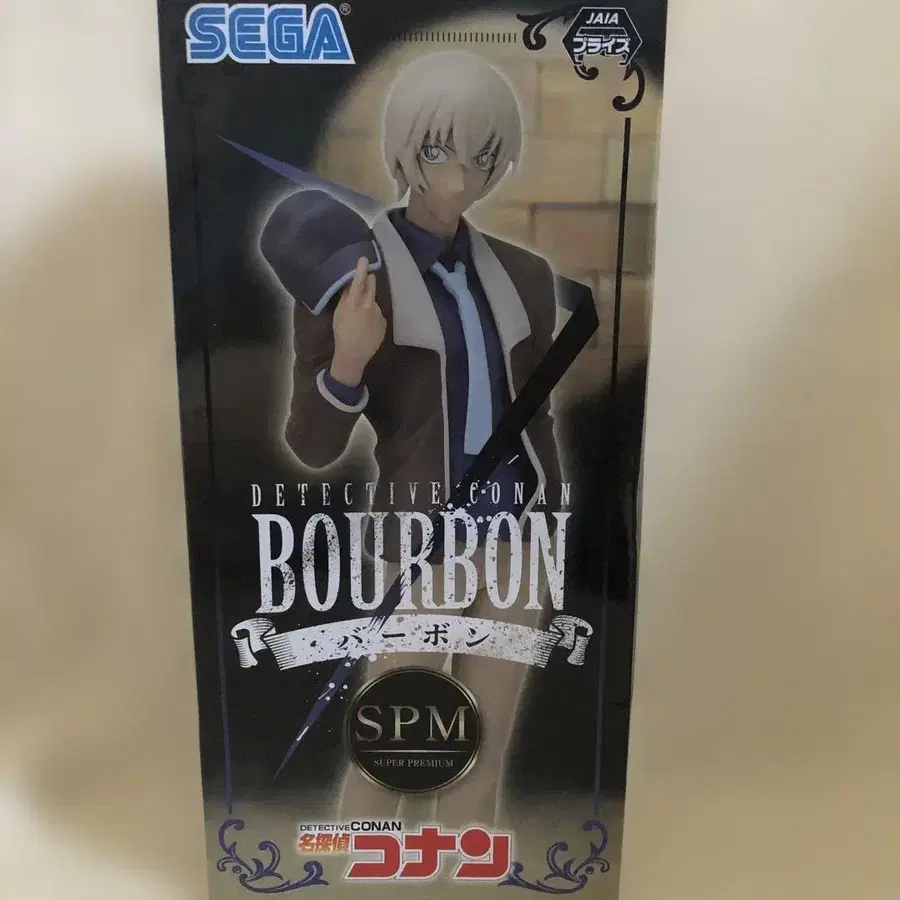 SEGA®
JAIA
プライズ
DETECTIVE CONAN
BOURBON
バーボン
SPM
SUPER PREMIUM
DETECTIVE CONAN
名探偵コナン